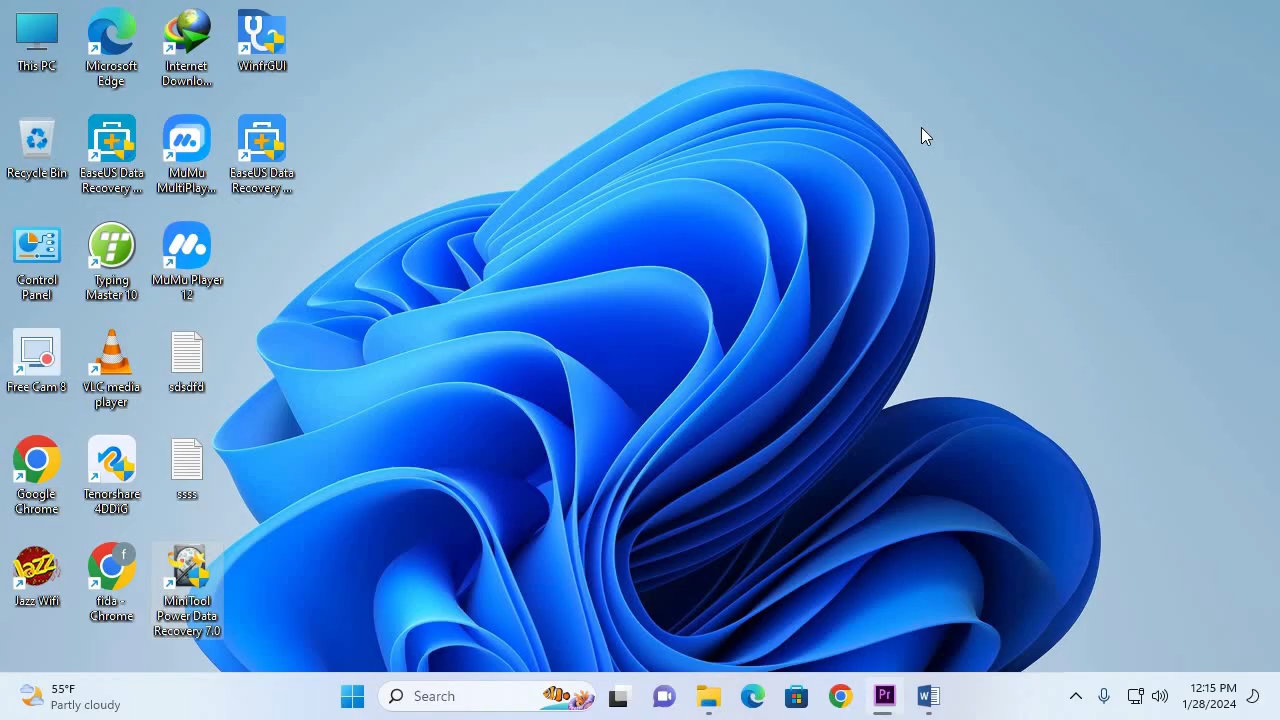 This PC
Microsoft
Edge
Internet
Downlo...
WinfrGUI
Recycle Bin
EaseUS Data
Recovery ...
MuMu
MultiPlay...
EaseUS Data
Recovery ...
Control
Panel
Typing
Master 10
MuMu Player
12
Free Cam 8
VLC media
player
sdsdfd
Google
Chrome
Tenorshare
4DDiG
ssss
Jazz
Jazz Wifi
f
fida -
Chrome
MiniTool
Power Data
Recovery 7.0
55°F
Partly cloudy
Search
Pr
W
12:15 PM
1/28/2024